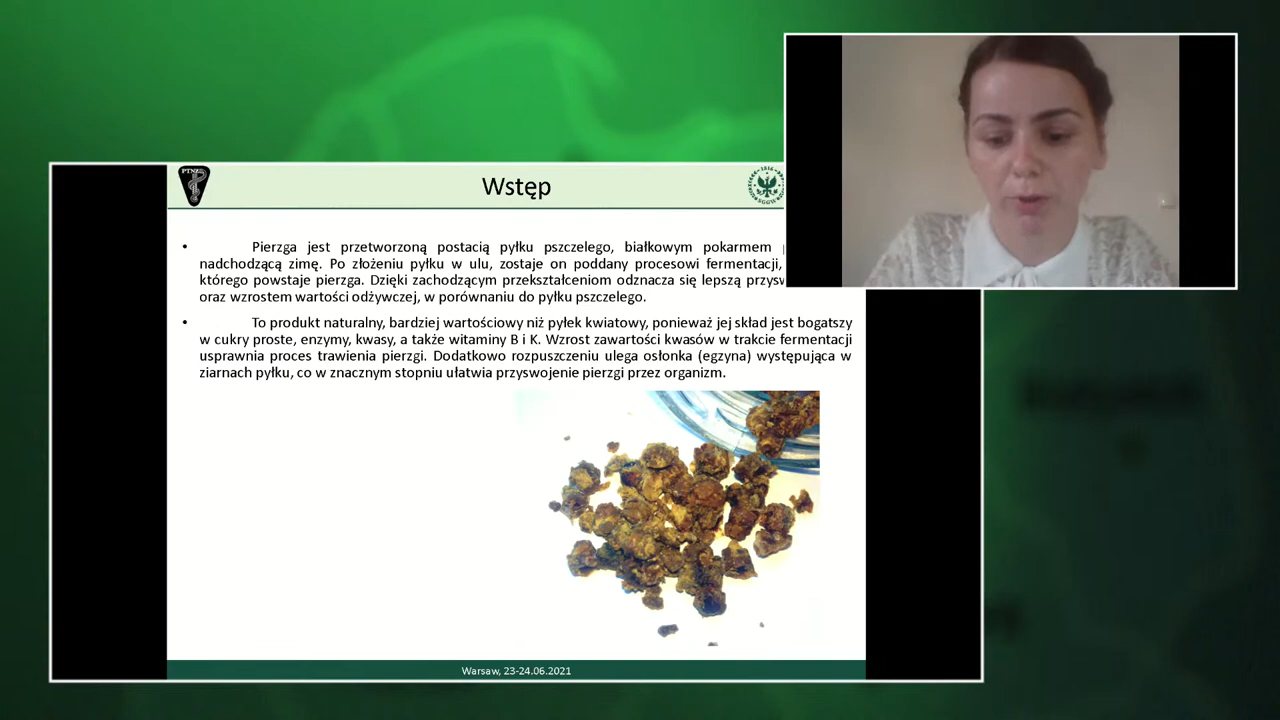 PTNZ
Wstęp
1816
SGGW
Pierzga jest przetworzoną postacią pyłku pszczelego, białkowym pokarmem
nadchodzącą zimę. Po złożeniu pyłku w ulu, zostaje on poddany procesowi fermentacji,
którego powstaje pierzga. Dzięki zachodzącym przekształceniom odznacza się lepszą
oraz wzrostem wartości odżywczej, w porównaniu do pyłku pszczelego.
To produkt naturalny, bardziej wartościowy niż pyłek kwiatowy, ponieważ jej skład jest bogatszy
w cukry proste, enzymy, kwasy, a także witaminy B i K. Wzrost zawartości kwasów w trakcie fermentacji
usprawnia proces trawienia pierzgi. Dodatkowo rozpuszczeniu ulega osłonka (egzyna) występująca w
ziarnach pyłku, co w znacznym stopniu ułatwia przyswojenie pierzgi przez organizm.
Warsaw, 23-24.06.2021